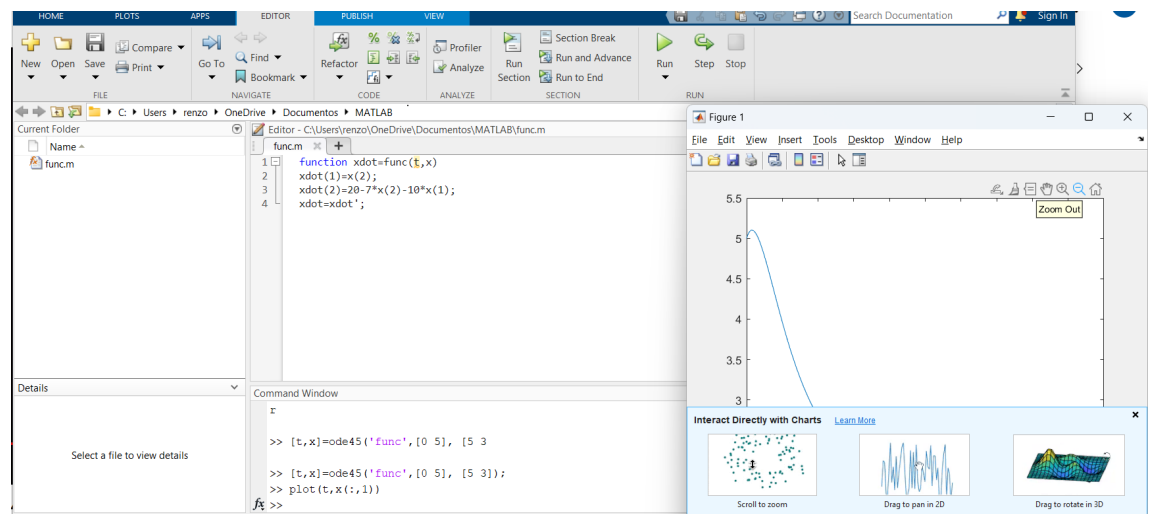 HOME PLOTS APPS EDITOR PUBLISH VIEW Search Documentation Sign In
New Open Save Compare Print Go To Find Bookmark Refactor Profiler Analyze Run Section Section Break Run and Advance Run to End Run Step Stop
FILE NAVIGATE CODE ANALYZE SECTION RUN
C: Users renzo OneDrive Documentos MATLAB
Current Folder
Name
func.m
Details
Select a file to view details
Editor - C:\Users\renzo\OneDrive\Documentos\MATLAB\func.m
func.m
1 function xdot=func(t,x)
2 xdot(1)=x(2);
3 xdot(2)=20-7*x(2)-10*x(1);
4 xdot=xdot';
Command Window
r
>> [t,x]=ode45('func',[0 5], [5 3
>> [t,x]=ode45('func',[0 5], [5 3]);
>> plot(t,x(:,1))
fx >>
Figure 1
File Edit View Insert Tools Desktop Window Help
Zoom Out
5.5
5
4.5
4
3.5
3
Interact Directly with Charts Learn More
Scroll to zoom Drag to pan in 2D Drag to rotate in 3D